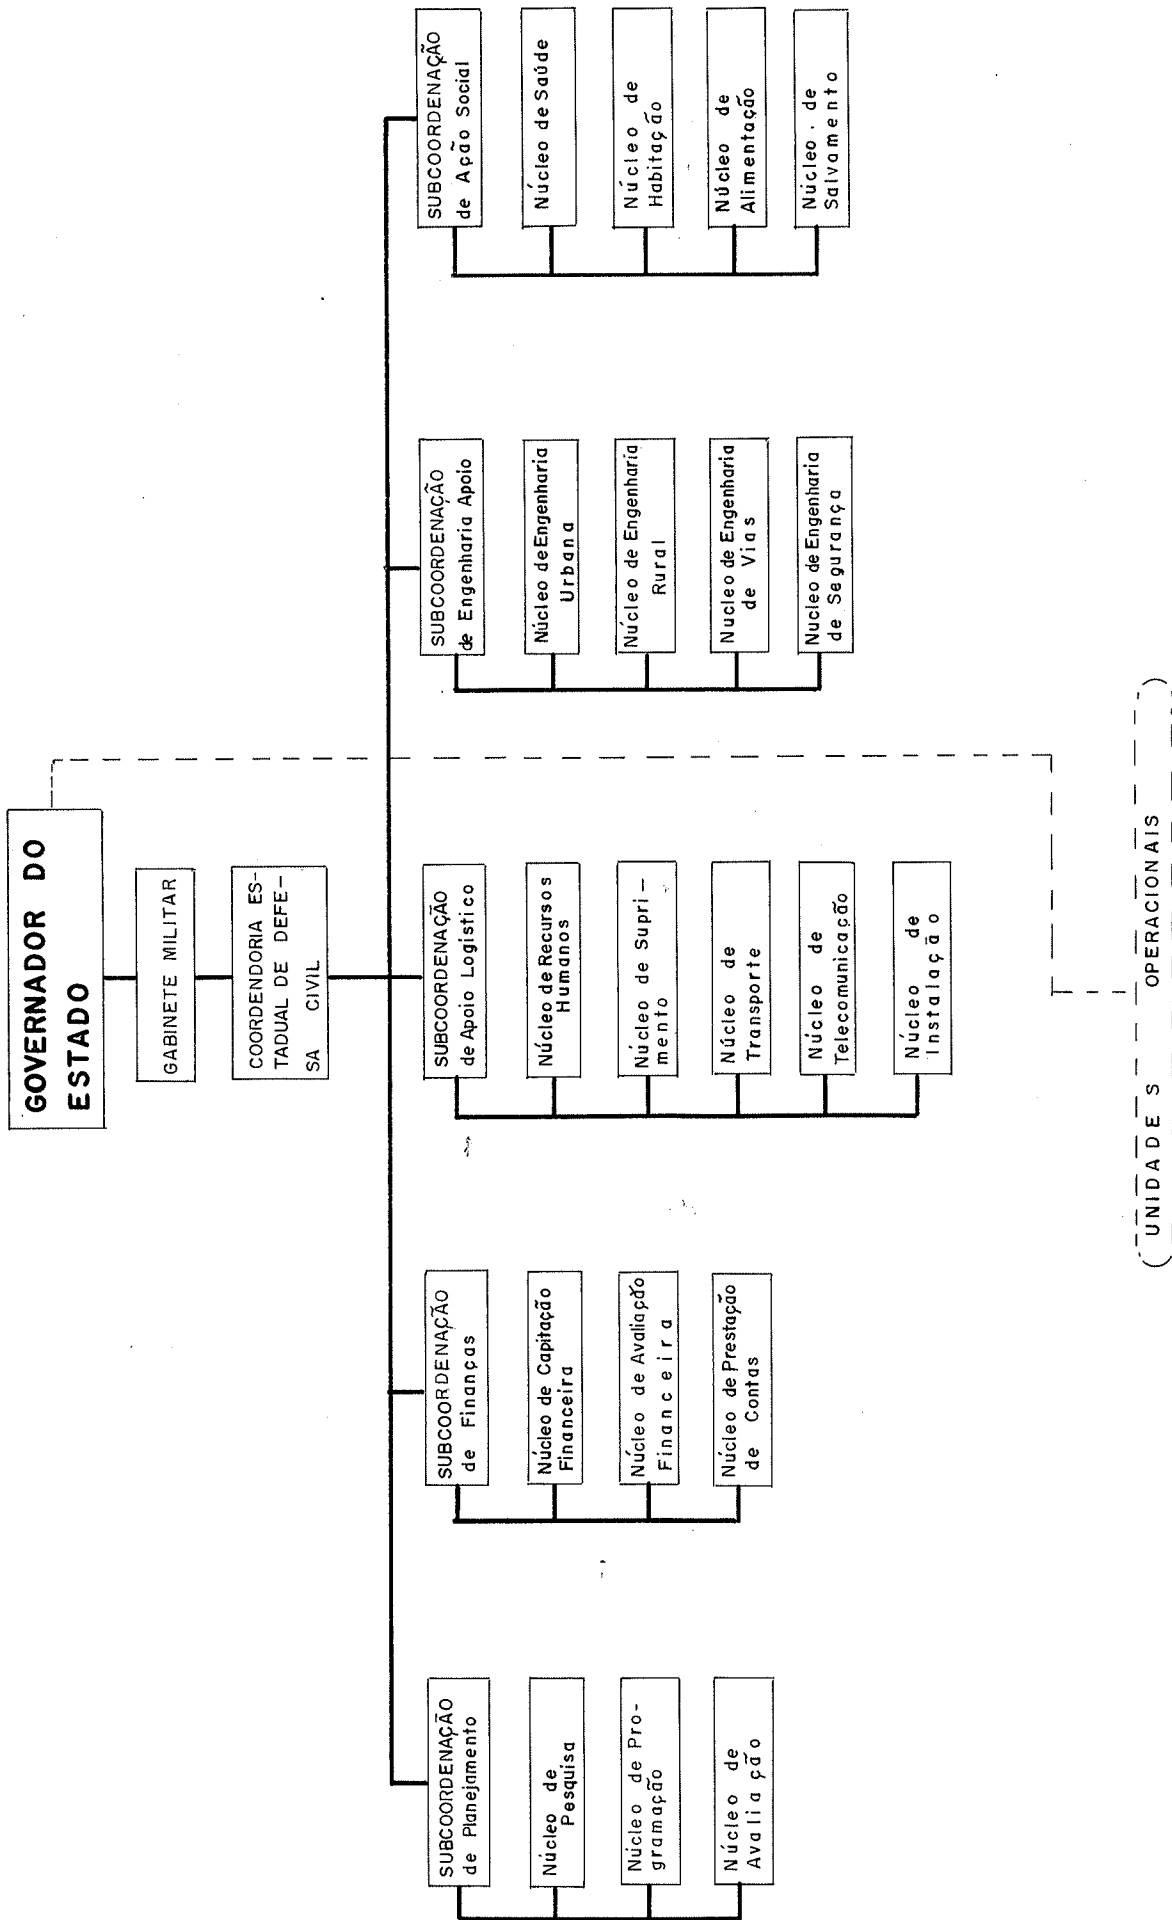 GOVERNADOR DO
ESTADO
GABINETE MILITAR
COORDENDORIA ES-
TADUAL DE DEFE-
SA CIVIL
SUBCOORDENAÇÃO
de Planejamento
Núcleo de
Pesquisa
Núcleo de Pro-
gramação
Núcleo de
Avaliação
SUBCOORDENAÇÃO
de Finanças
Núcleo de Capitação
Financeira
Núcleo de Avaliação
Financeira
Núcleo de Prestação
de Contas
SUBCOORDENAÇÃO
de Apoio Logístico
Núcleo de Recursos
Humanos
Núcleo de Supri-
mento
Núcleo de
Transporte
Núcleo de
Telecomunicação
Núcleo de
Instalação
SUBCOORDENAÇÃO
de Engenharia Apoio
Núcleo de Engenharia
Urbana
Núcleo de Engenharia
Rural
Nucleo de Engenharia
de Vias
Nucleo de Engenharia
de Segurança
SUBCOORDENAÇÃO
de Ação Social
Núcleo de Saúde
Núcleo de
Habitação
Núcleo de
Alimentação
Núcleo . de
Salvamento
UNIDADES OPERACIONAIS